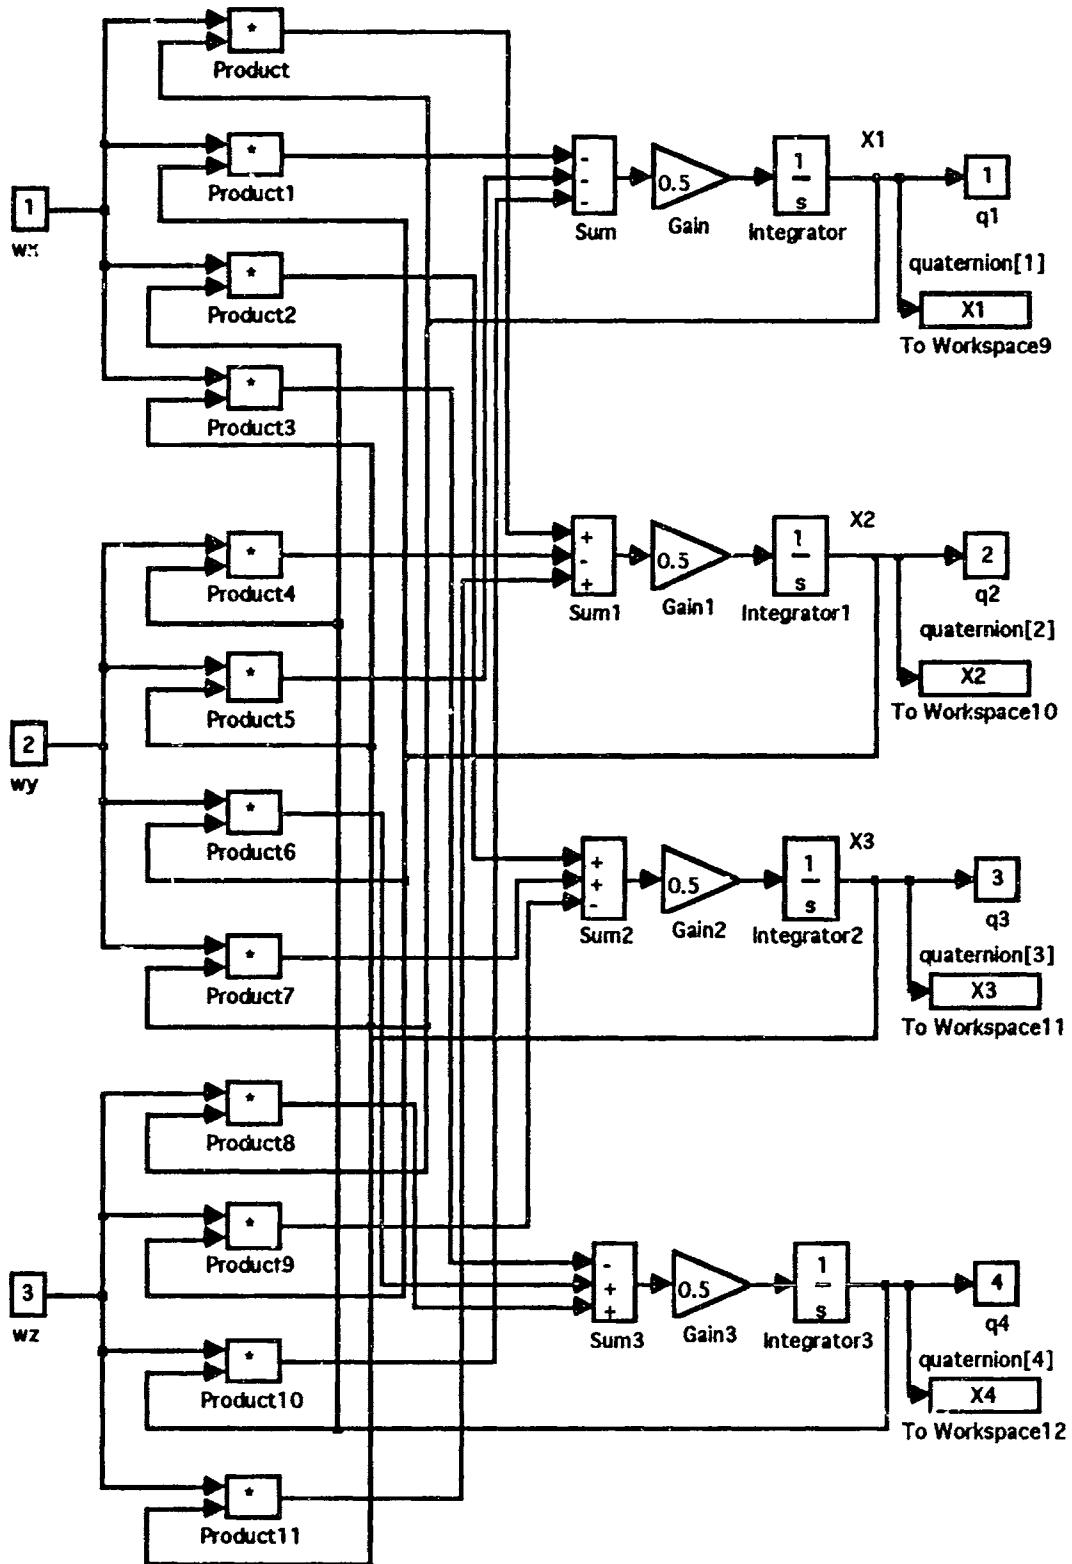 *
Product
*
Product1
1
wx
*
Product2
*
Product3
-
-
-
Sum
0.5
Gain
1
s
Integrator
X1
1
q1
quaternion[1]
X1
To Workspace9
*
Product4
*
Product5
2
wy
*
Product6
*
Product7
+
-
+
Sum1
0.5
Gain1
1
s
Integrator1
X2
2
q2
quaternion[2]
X2
To Workspace10
+
+
-
Sum2
0.5
Gain2
1
s
Integrator2
X3
3
q3
quaternion[3]
X3
To Workspace11
*
Product8
*
Product9
3
wz
*
Product10
*
Product11
-
+
+
Sum3
0.5
Gain3
1
s
Integrator3
4
q4
quaternion[4]
X4
To Workspace12